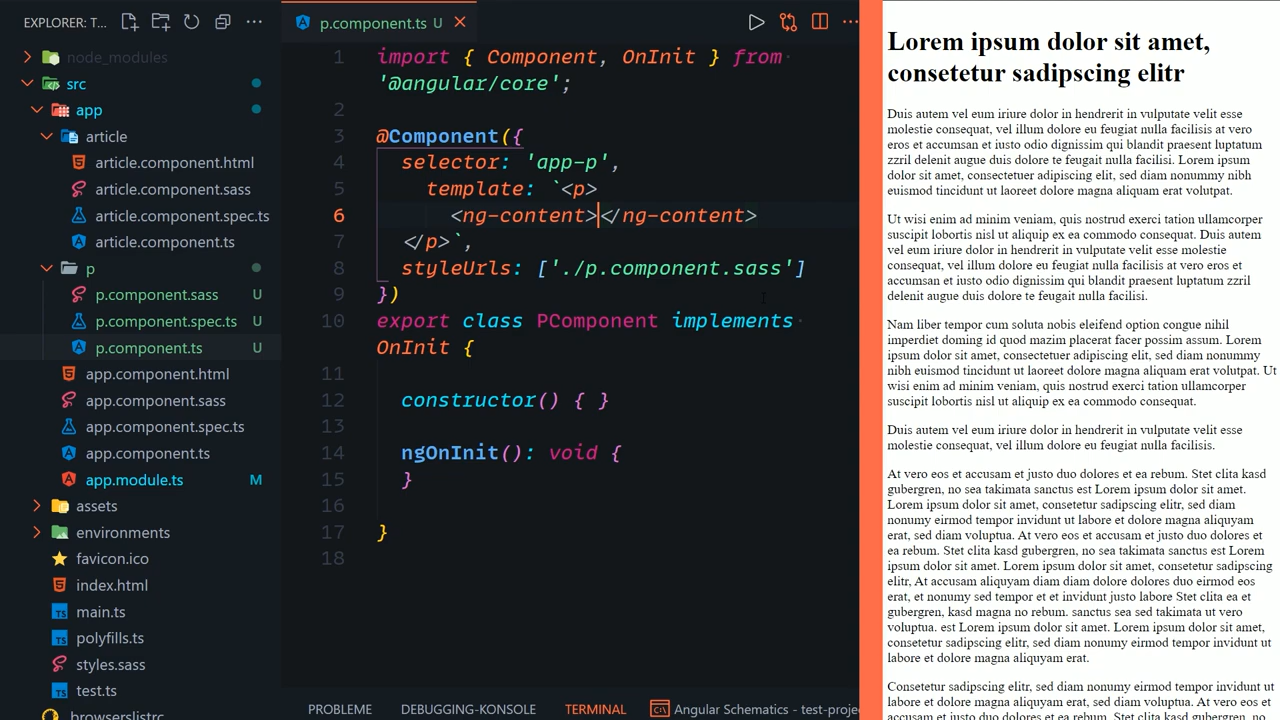 EXPLORER: T...
node_modules
src
app
article
article.component.html
article.component.sass
article.component.spec.ts
article.component.ts
p
p.component.sass U
p.component.spec.ts U
p.component.ts U
app.component.html
app.component.sass
app.component.spec.ts
app.component.ts
app.module.ts M
assets
environments
favicon.ico
index.html
main.ts
polyfills.ts
styles.sass
test.ts
browserslistrc
p.component.ts U
1 import { Component, OnInit } from
'@angular/core';
2
3 @Component({
4 selector: 'app-p',
5 template: `<p>
6 <ng-content></ng-content>
7 </p>`,
8 styleUrls: ['./p.component.sass']
9 })
10 export class PComponent implements
OnInit {
11
12 constructor() { }
13
14 ngOnInit(): void {
15 }
16
17 }
18
PROBLEME DEBUGGING-KONSOLE TERMINAL Angular Schematics - test-proje
Lorem ipsum dolor sit amet,
consetetur sadipscing elitr
Duis autem vel eum iriure dolor in hendrerit in vulputate velit esse
molestie consequat, vel illum dolore eu feugiat nulla facilisis at vero
eros et accumsan et iusto odio dignissim qui blandit praesent luptatum
zzril delenit augue duis dolore te feugait nulla facilisi. Lorem ipsum
dolor sit amet, consectetuer adipiscing elit, sed diam nonummy nibh
euismod tincidunt ut laoreet dolore magna aliquam erat volutpat.
Ut wisi enim ad minim veniam, quis nostrud exerci tation ullamcorper
suscipit lobortis nisl ut aliquip ex ea commodo consequat. Duis autem
vel eum iriure dolor in hendrerit in vulputate velit esse molestie
consequat, vel illum dolore eu feugiat nulla facilisis at vero eros et
accumsan et iusto odio dignissim qui blandit praesent luptatum zzril
delenit augue duis dolore te feugait nulla facilisi.
Nam liber tempor cum soluta nobis eleifend option congue nihil
imperdiet doming id quod mazim placerat facer possim assum. Lorem
ipsum dolor sit amet, consectetuer adipiscing elit, sed diam nonummy
nibh euismod tincidunt ut laoreet dolore magna aliquam erat volutpat. Ut
wisi enim ad minim veniam, quis nostrud exerci tation ullamcorper
suscipit lobortis nisl ut aliquip ex ea commodo consequat.
Duis autem vel eum iriure dolor in hendrerit in vulputate velit esse
molestie consequat, vel illum dolore eu feugiat nulla facilisis.
At vero eos et accusam et justo duo dolores et ea rebum. Stet clita kasd
gubergren, no sea takimata sanctus est Lorem ipsum dolor sit amet.
Lorem ipsum dolor sit amet, consetetur sadipscing elitr, sed diam
nonumy eirmod tempor invidunt ut labore et dolore magna aliquyam
erat, sed diam voluptua. At vero eos et accusam et justo duo dolores et
ea rebum. Stet clita kasd gubergren, no sea takimata sanctus est Lorem
ipsum dolor sit amet. Lorem ipsum dolor sit amet, consetetur sadipscing
elitr, At accusam aliquyam diam diam dolore dolores duo eirmod eos
erat, et nonumy sed tempor et et invidunt justo labore Stet clita ea et
gubergren, kasd magna no rebum. sanctus sea sed takimata ut vero
voluptua. est Lorem ipsum dolor sit amet. Lorem ipsum dolor sit amet,
consetetur sadipscing elitr, sed diam nonumy eirmod tempor invidunt ut
labore et dolore magna aliquyam erat.
Consetetur sadipscing elitr, sed diam nonumy eirmod tempor invidunt ut
labore et dolore magna aliquyam erat, sed diam voluptua. At vero eos et